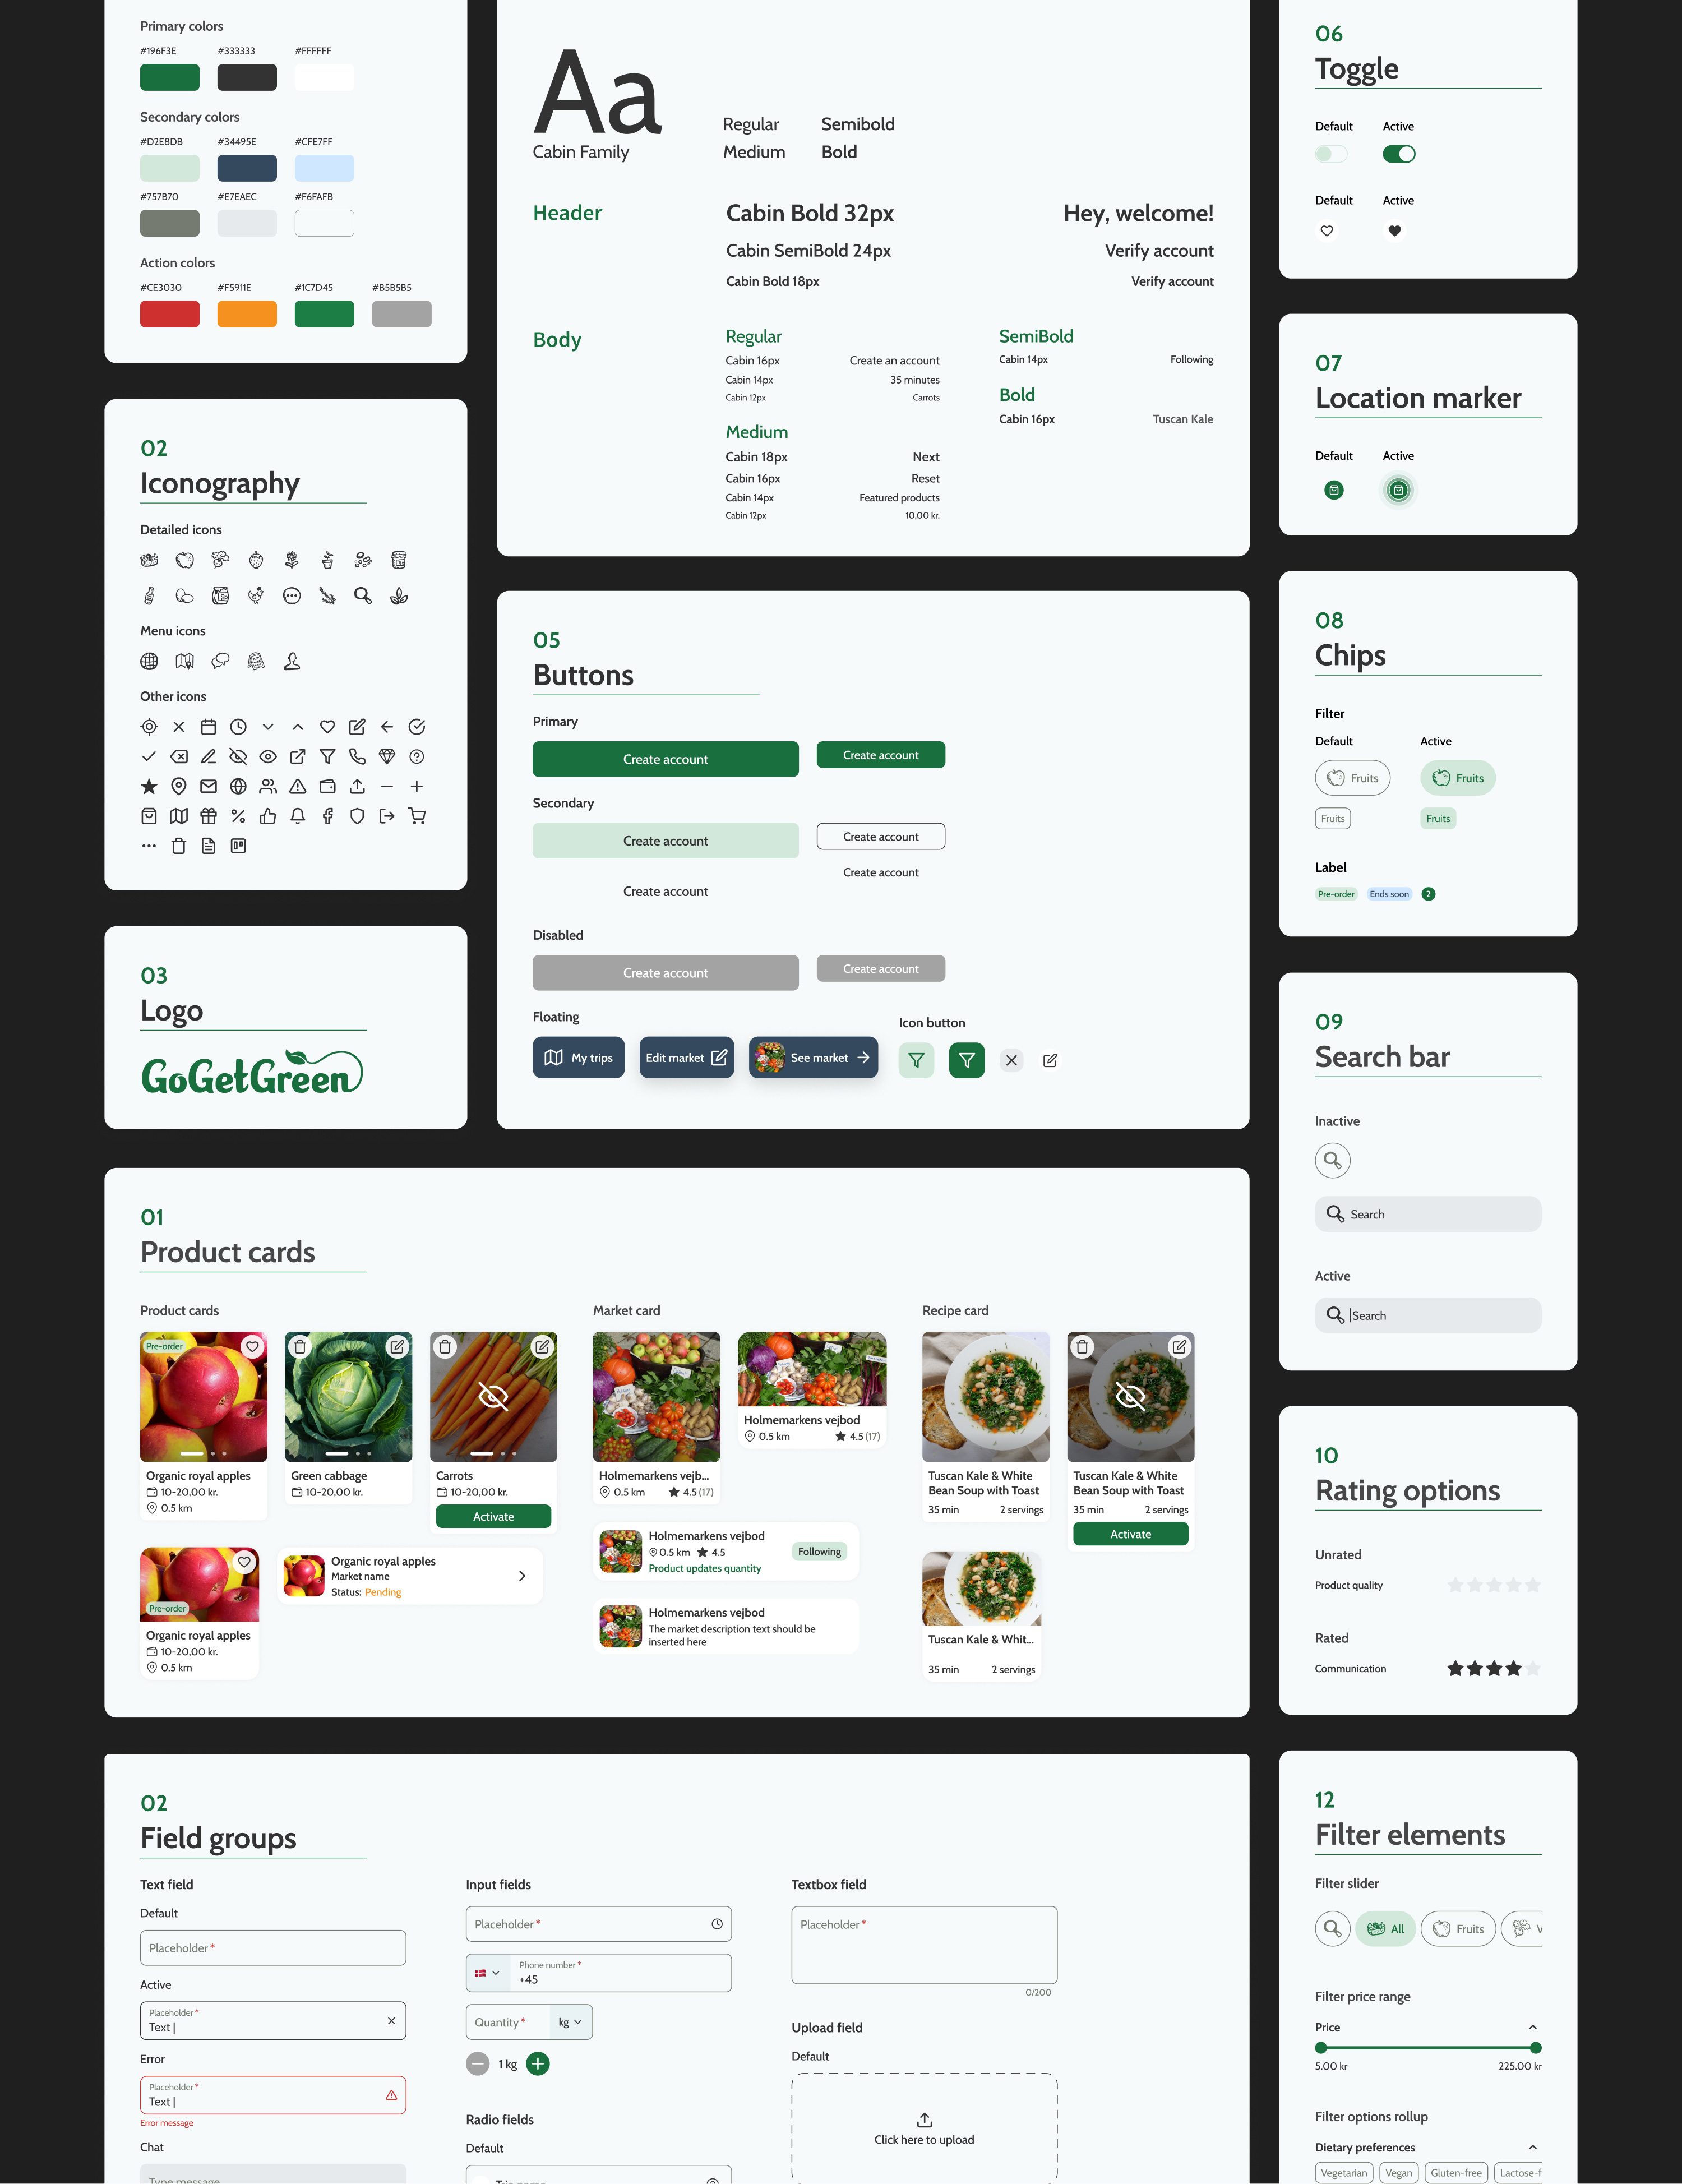 Primary colors
#196F3E #333333 #FFFFFF
Secondary colors
#D2E8DB #34495E #CFE7FF
#757B70 #E7EAEC #F6FAFB
Action colors
#CE3030 #F5911E #1C7D45 #B5B5B5
02
Iconography
Detailed icons
Menu icons
Other icons
03
Logo
GoGetGreen
Aa
Cabin Family
Regular Semibold
Medium Bold
Header
Cabin Bold 32px Hey, welcome!
Cabin SemiBold 24px Verify account
Cabin Bold 18px Verify account
Body
Regular
Cabin 16px Create an account
Cabin 14px 35 minutes
Cabin 12px Carrots
Medium
Cabin 18px Next
Cabin 16px Reset
Cabin 14px Featured products
Cabin 12px 10,00 kr.
SemiBold
Cabin 14px Following
Bold
Cabin 16px Tuscan Kale
05
Buttons
Primary
Create account Create account
Secondary
Create account Create account
Create account
Create account
Disabled
Create account Create account
Floating
My trips Edit market See market
Icon button
06
Toggle
Default Active
Default Active
07
Location marker
Default Active
08
Chips
Filter
Default Active
Fruits Fruits
Fruits Fruits
Label
Pre-order Ends soon 2
09
Search bar
Inactive
Search
Active
Search
10
Rating options
Unrated
Product quality
Rated
Communication
01
Product cards
Product cards
Pre-order
Organic royal apples
10-20,00 kr.
0.5 km
Green cabbage
10-20,00 kr.
Carrots
10-20,00 kr.
Activate
Pre-order
Organic royal apples
10-20,00 kr.
0.5 km
Organic royal apples
Market name
Status: Pending
Market card
Holmemarkens vejb...
0.5 km 4.5 (17)
Holmemarkens vejbod
0.5 km 4.5 (17)
Holmemarkens vejbod
0.5 km 4.5
Product updates quantity
Following
Holmemarkens vejbod
The market description text should be
inserted here
Recipe card
Tuscan Kale & White
Bean Soup with Toast
35 min 2 servings
Tuscan Kale & White
Bean Soup with Toast
35 min 2 servings
Activate
Tuscan Kale & Whit...
35 min 2 servings
02
Field groups
Text field
Default
Placeholder*
Active
Placeholder*
Text |
Error
Placeholder*
Text |
Error message
Chat
Type message
Input fields
Placeholder*
Phone number *
+45
Quantity* kg
1 kg
Radio fields
Default
Trip name
Textbox field
Placeholder*
0/200
Upload field
Default
Click here to upload
12
Filter elements
Filter slider
All Fruits V
Filter price range
Price
5.00 kr 225.00 kr
Filter options rollup
Dietary preferences
Vegetarian Vegan Gluten-free Lactose-f